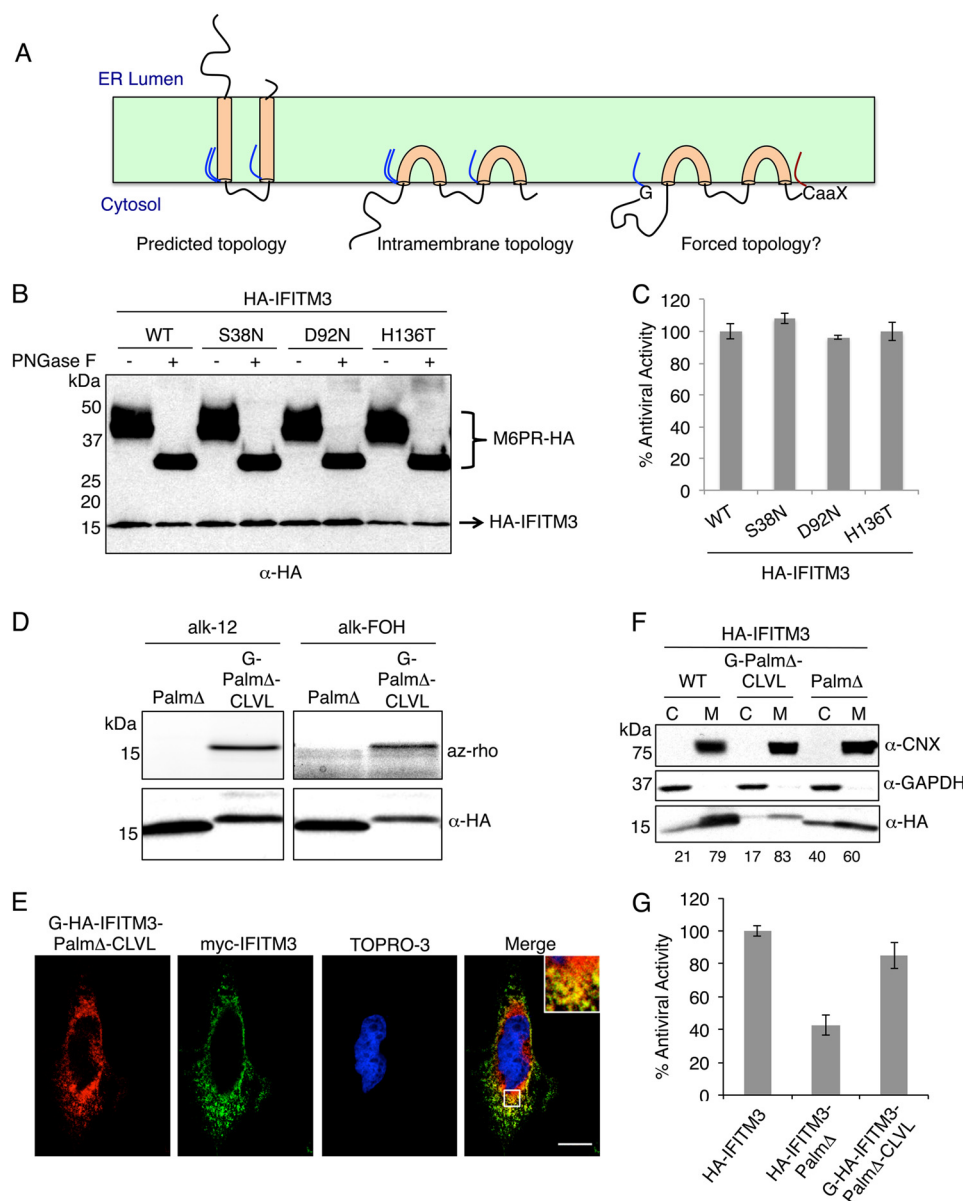 A
ER Lumen
Cytosol
G
CaaX
Predicted topology
Intramembrane topology
Forced topology?
B
HA-IFITM3
WT S38N D92N H136T
PNGase F - + - + - + - +
kDa
50
37
25
20
15
M6PR-HA
HA-IFITM3
α-HA
C
% Antiviral Activity
120
100
80
60
40
20
0
WT
S38N
D92N
H136T
HA-IFITM3
D
alk-12
alk-FOH
PalmΔ
G-
PalmΔ-
CLVL
PalmΔ
G-
PalmΔ-
CLVL
kDa
15
az-rho
15
α-HA
F
HA-IFITM3
WT
G-PalmΔ-
CLVL
PalmΔ
C M C M C M
kDa
75
α-CNX
37
α-GAPDH
15
α-HA
21 79 17 83 40 60
E
G-HA-IFITM3-
PalmΔ-CLVL
myc-IFITM3
TOPRO-3
Merge
G
% Antiviral Activity
120
100
80
60
40
20
0
HA-IFITM3
HA-IFITM3-
PalmΔ
G-HA-IFITM3-
PalmΔ-CLVL